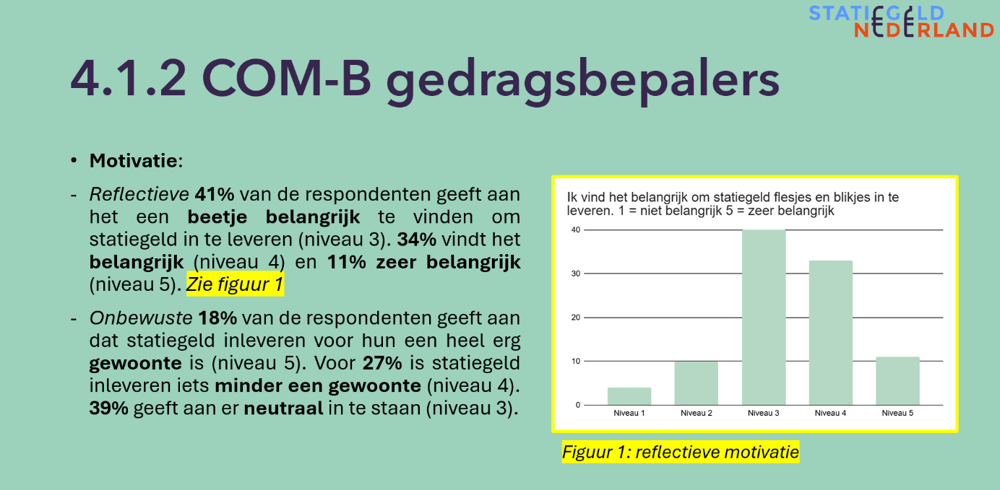 STATIEGELD
NEDERLAND
4.1.2 COM-B gedragsbepalers
• Motivatie:
- Reflectieve 41% van de respondenten geeft aan
het een beetje belangrijk te vinden om
statiegeld in te leveren (niveau 3). 34% vindt het
belangrijk (niveau 4) en 11% zeer belangrijk
(niveau 5). Zie figuur 1
- Onbewuste 18% van de respondenten geeft aan
dat statiegeld inleveren voor hun een heel erg
gewoonte is (niveau 5). Voor 27% is statiegeld
inleveren iets minder een gewoonte (niveau 4).
39% geeft aan er neutraal in te staan (niveau 3).
Ik vind het belangrijk om statiegeld flesjes en blikjes in te
leveren. 1 = niet belangrijk 5 = zeer belangrijk
40
30
20
10
0
Niveau 1 Niveau 2 Niveau 3 Niveau 4 Niveau 5
Figuur 1: reflectieve motivatie